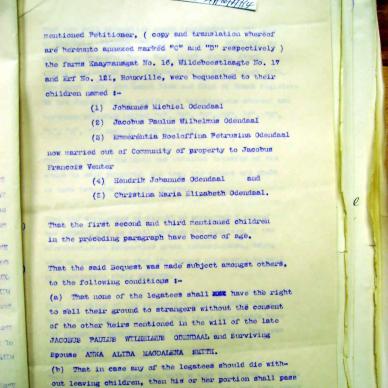 mentioned Petitioner, ( copy and translation whereof
are hereunto annexed marked "C" and "D" respectively )
the farms Kaaymansgat No. 16, Wildebeestlaagte No. 17
and Erf No. 121, Rouxville, were bequeathed to their
children named :-
(1) Johannes Michiel Odendaal
(2) Jacobus Paulus Wilhelmus Odendaal
(3) Emmerentia Roeloffina Petrusina Odendaal
now married out of Community of property to Jacobus
Francois Venter
(4) Hendrik Johannes Odendaal and
(5) Christina Maria Elizabeth Odendaal.
That the first second and third mentioned children
in the preceding paragraph have become of age.
That the said Bequest was made subject amongst others,
to the following conditions :-
(a) That none of the legatees shall have the right
to sell their ground to strangers without the consent
of the other heirs mentioned in the will of the late
JACOBUS PAULUS WILHELMUS ODENDAAL and Surviving
Spouse ANNA ALIDA MAGDALENA SMITH.
(b) That in case any of the legatees should die with-
out leaving children, then his or her portion shall pass